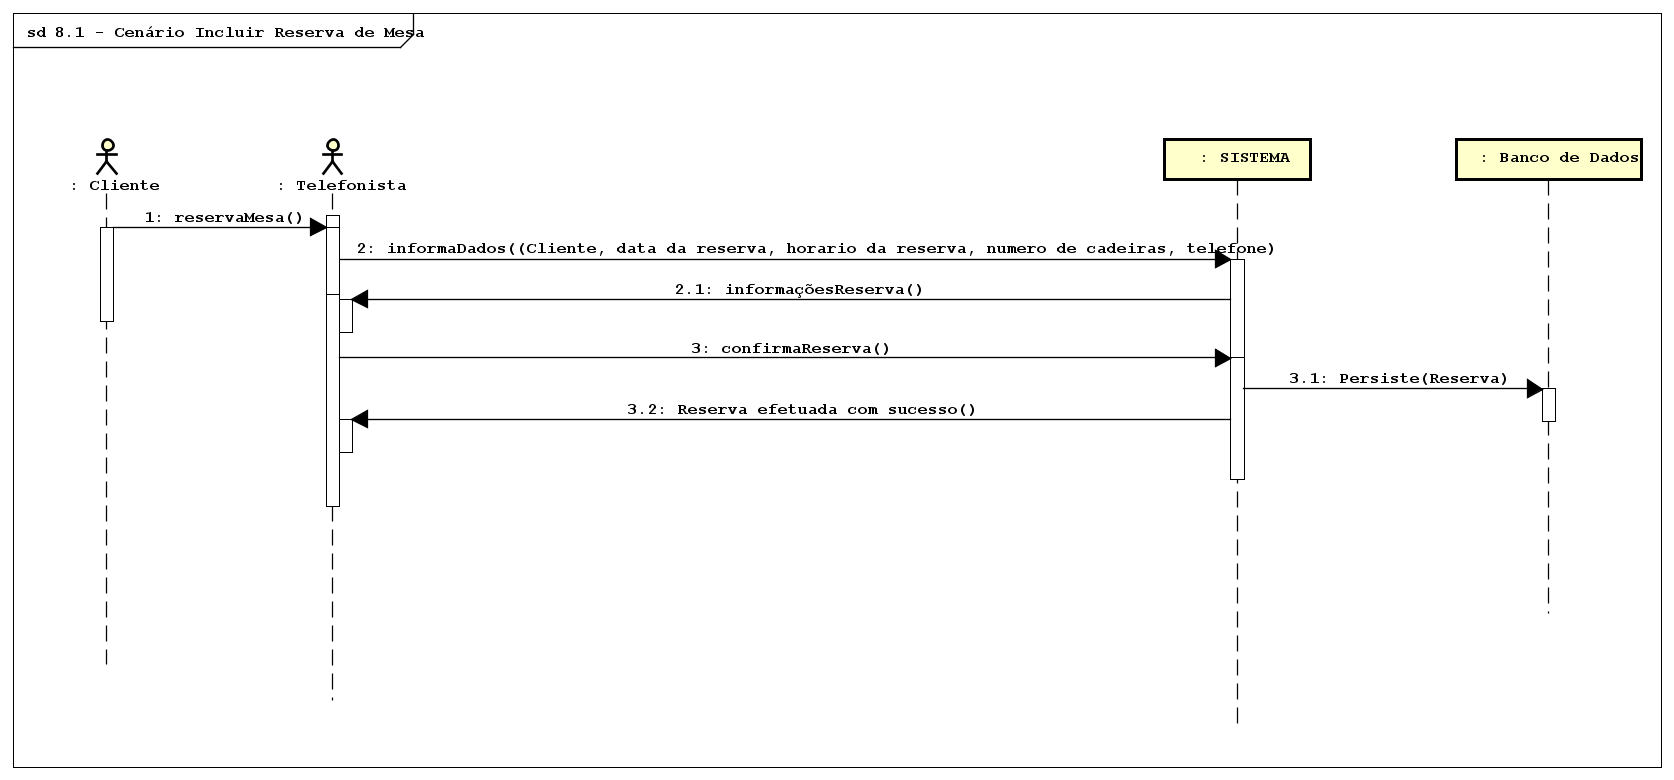 sd 8.1 - Cenário Incluir Reserva de Mesa
: Cliente
: Telefonista
: SISTEMA
: Banco de Dados
1: reservaMesa()
2: informaDados((Cliente, data da reserva, horario da reserva, numero de cadeiras, telefone)
2.1: informaçõesReserva()
3: confirmaReserva()
3.1: Persiste(Reserva)
3.2: Reserva efetuada com sucesso()